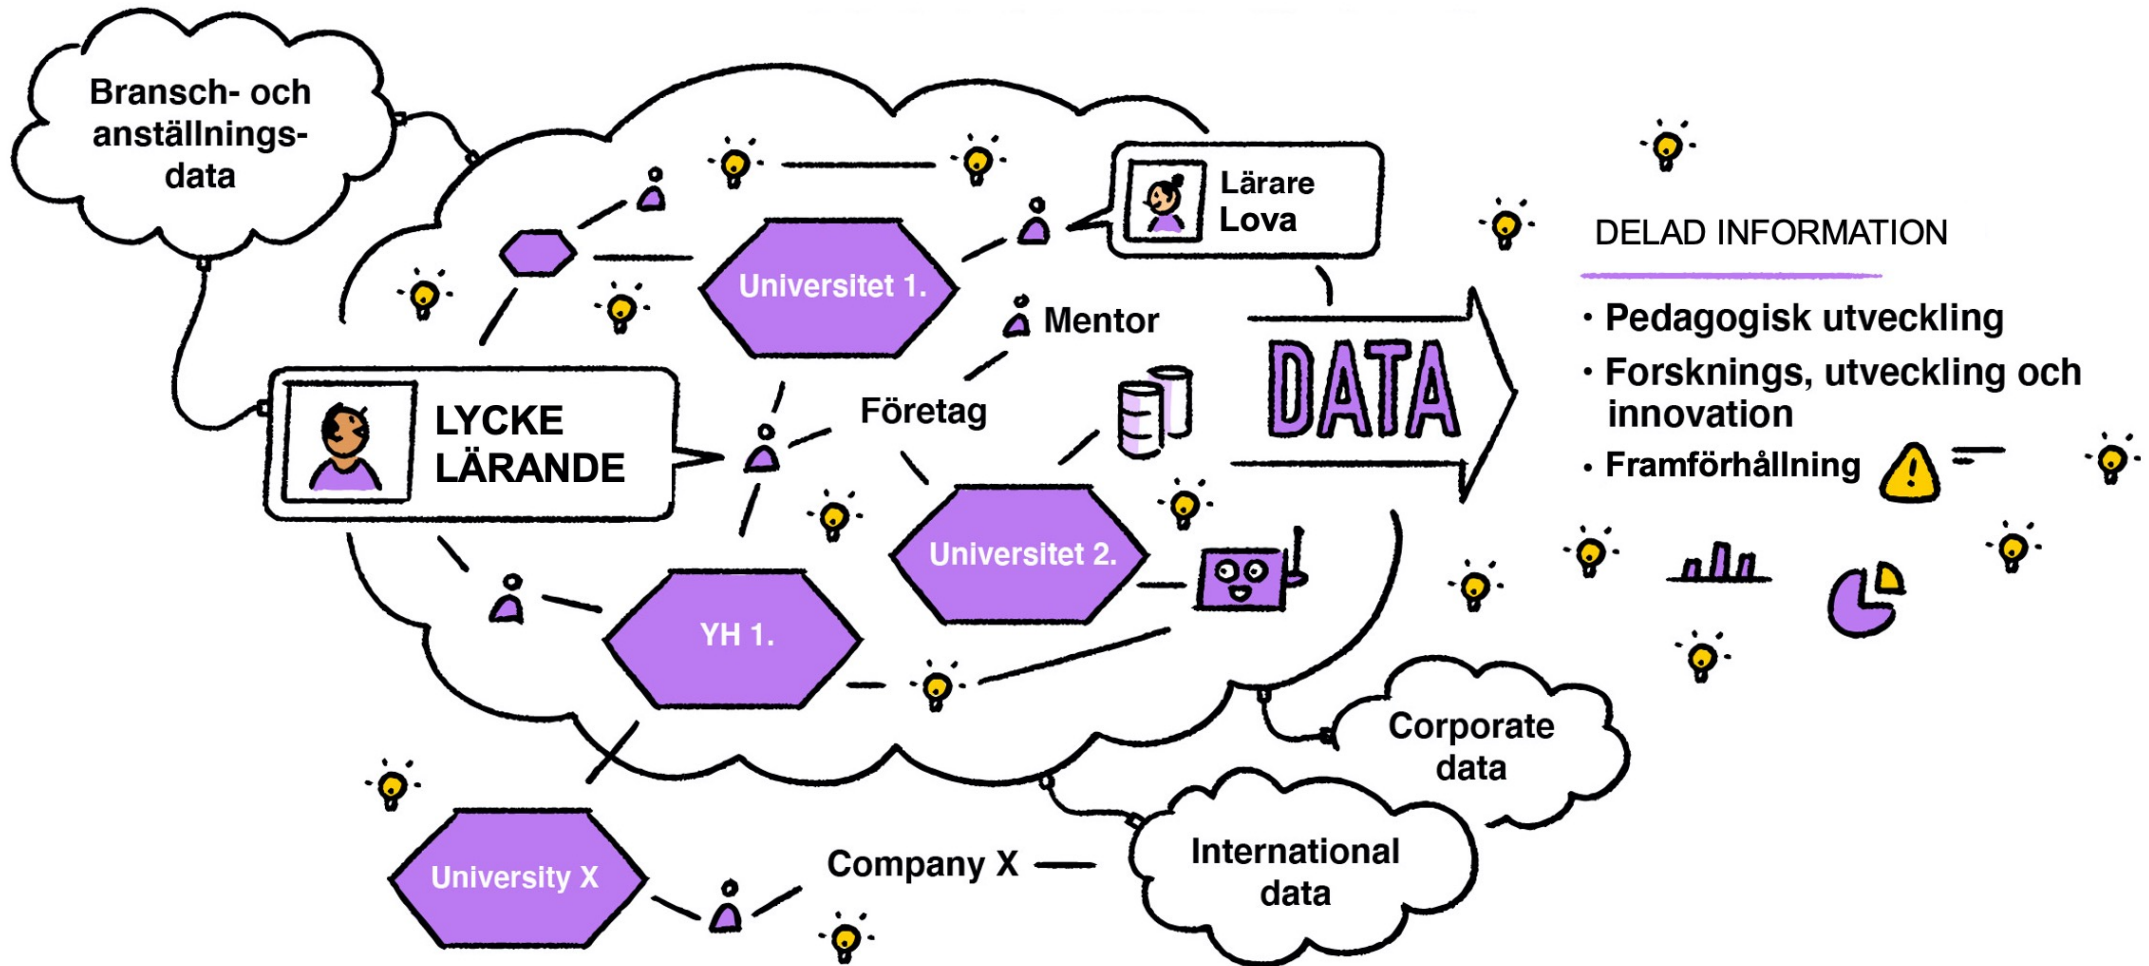 Bransch- och
anställnings-
data
Lärare
Lova
Universitet 1.
Mentor
LYCKE
LÄRANDE
Företag
DATA
DELAD INFORMATION
· Pedagogisk utveckling
· Forsknings, utveckling och
innovation
· Framförhållning
Universitet 2.
YH 1.
Corporate
data
University X
Company X
International
data